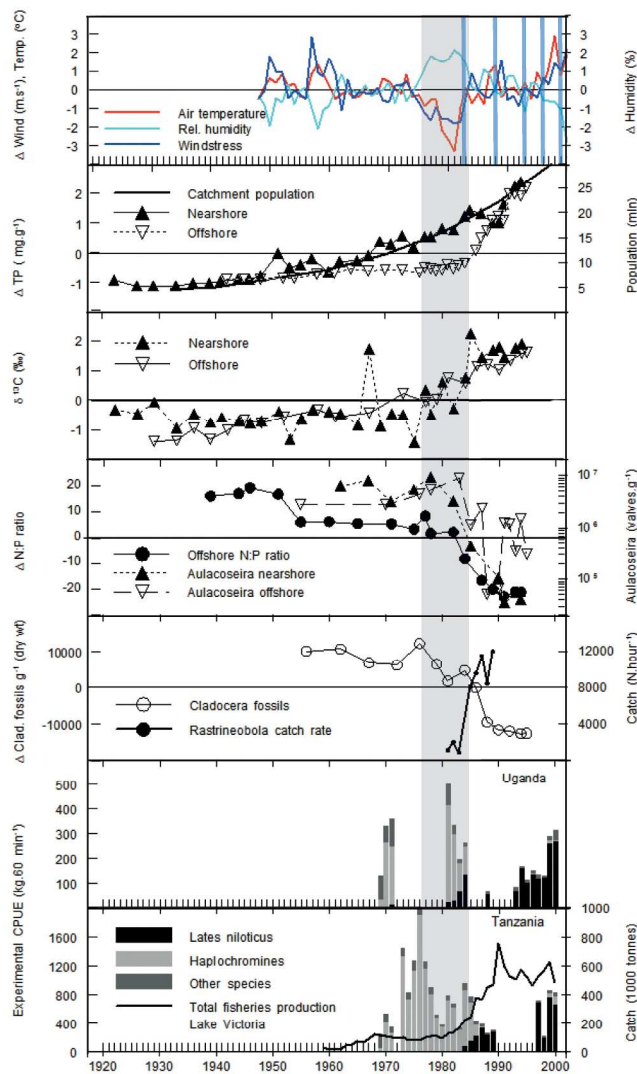 Δ Wind (m.s⁻¹), Temp. (ºC)
3
2
1
0
-1
-2
-3
Air temperature
Rel. humidity
Windstress
3
2
1
0
-1
-2
-3
Δ Humidity (%)
Δ TP ( mg.g⁻¹)
2
1
0
-1
Catchment population
Nearshore
Offshore
25
20
15
10
5
Population (mln)
δ ¹³C (‰)
2
1
0
-1
Nearshore
Offshore
Δ N:P ratio
20
10
0
-10
-20
Offshore N:P ratio
Aulacoseira nearshore
Aulacoseira offshore
10⁷
10⁶
10⁵
Aulacoseira (valves.g⁻¹)
Δ Clad. fossils g⁻¹ (dry wt)
10000
0
-10000
Cladocera fossils
Rastrineobola catch rate
12000
8000
4000
Catch (N.hour⁻¹)
Experimental CPUE (kg.60 min⁻¹)
500
400
300
200
100
Uganda
1600
1200
800
400
0
Lates niloticus
Haplochromines
Other species
Total fisheries production
Lake Victoria
Tanzania
1000
800
600
400
200
0
Catch (1000 tonnes)
1920 1930 1940 1950 1960 1970 1980 1990 2000